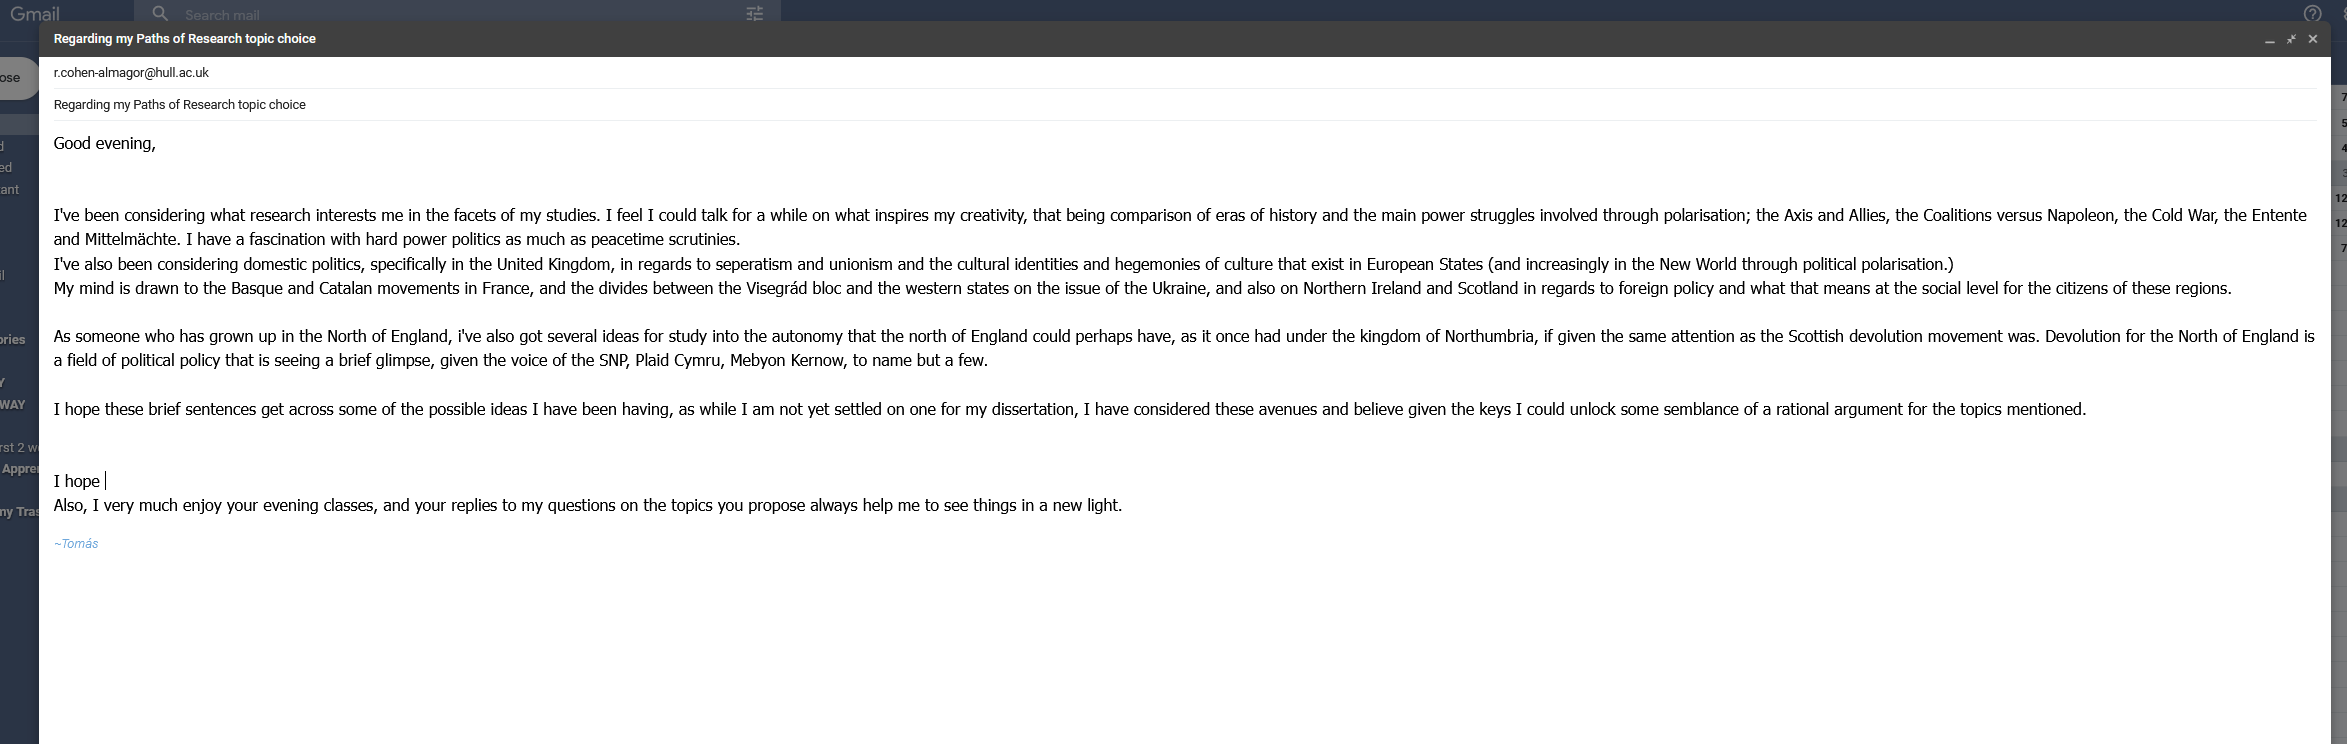 Gmail
Search mail
Regarding my Paths of Research topic choice
r.cohen-almagor@hull.ac.uk
Regarding my Paths of Research topic choice
Good evening,
I've been considering what research interests me in the facets of my studies. I feel I could talk for a while on what inspires my creativity, that being comparison of eras of history and the main power struggles involved through polarisation; the Axis and Allies, the Coalitions versus Napoleon, the Cold War, the Entente
and Mittelmächte. I have a fascination with hard power politics as much as peacetime scrutinies.
I've also been considering domestic politics, specifically in the United Kingdom, in regards to seperatism and unionism and the cultural identities and hegemonies of culture that exist in European States (and increasingly in the New World through political polarisation.)
My mind is drawn to the Basque and Catalan movements in France, and the divides between the Visegrád bloc and the western states on the issue of the Ukraine, and also on Northern Ireland and Scotland in regards to foreign policy and what that means at the social level for the citizens of these regions.
As someone who has grown up in the North of England, i've also got several ideas for study into the autonomy that the north of England could perhaps have, as it once had under the kingdom of Northumbria, if given the same attention as the Scottish devolution movement was. Devolution for the North of England is
a field of political policy that is seeing a brief glimpse, given the voice of the SNP, Plaid Cymru, Mebyon Kernow, to name but a few.
I hope these brief sentences get across some of the possible ideas I have been having, as while I am not yet settled on one for my dissertation, I have considered these avenues and believe given the keys I could unlock some semblance of a rational argument for the topics mentioned.
I hope
Also, I very much enjoy your evening classes, and your replies to my questions on the topics you propose always help me to see things in a new light.
~Tomás
ose
ed
ant
ories
WAY
rst 2 w
Appre
my Tras
12
12